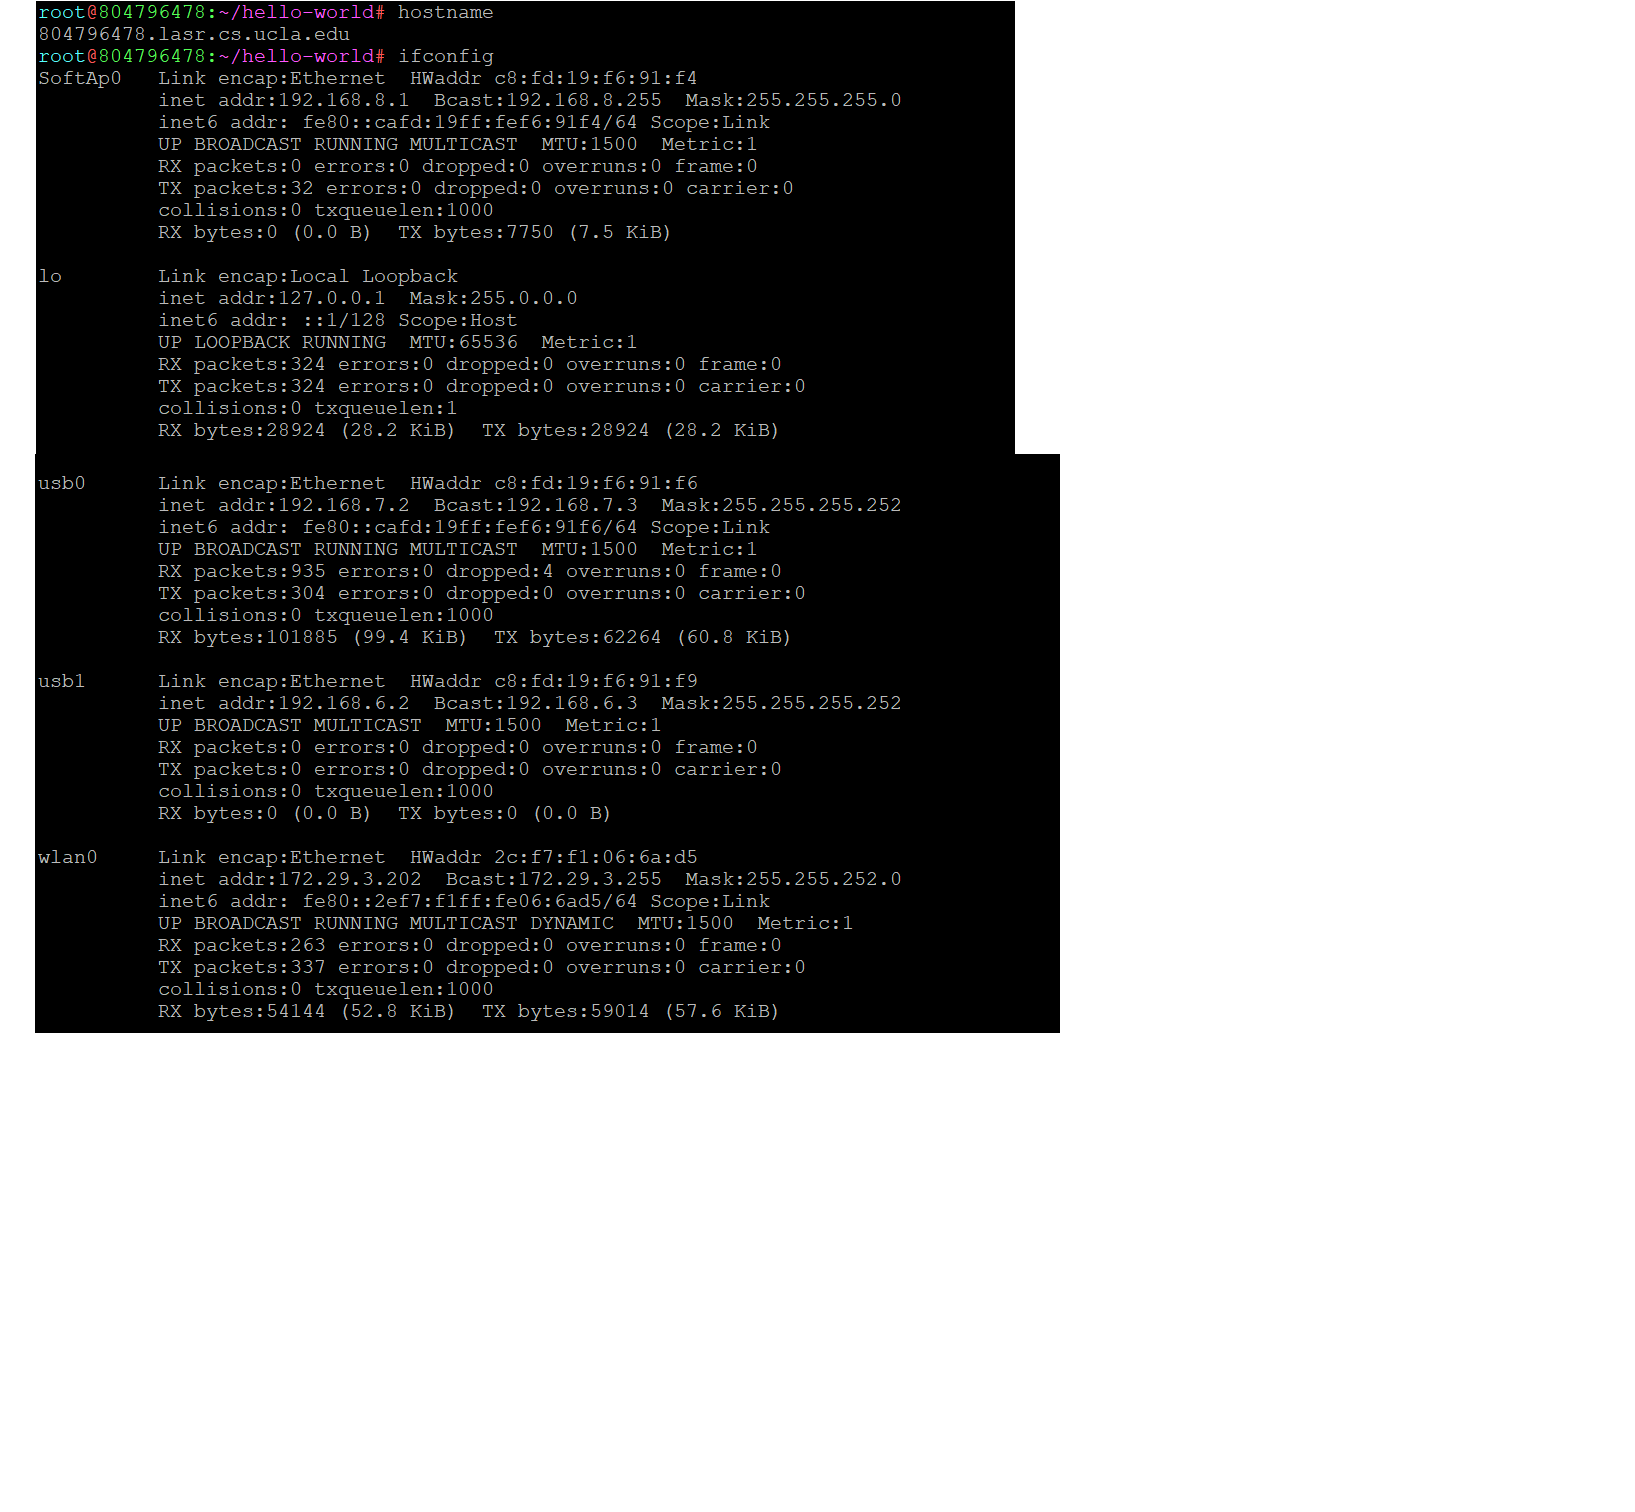 root@804796478:~/hello-world# hostname
804796478.lasr.cs.ucla.edu
root@804796478:~/hello-world# ifconfig
SoftAp0   Link encap:Ethernet  HWaddr c8:fd:19:f6:91:f4
          inet addr:192.168.8.1  Bcast:192.168.8.255  Mask:255.255.255.0
          inet6 addr: fe80::cafd:19ff:fef6:91f4/64 Scope:Link
          UP BROADCAST RUNNING MULTICAST  MTU:1500  Metric:1
          RX packets:0 errors:0 dropped:0 overruns:0 frame:0
          TX packets:32 errors:0 dropped:0 overruns:0 carrier:0
          collisions:0 txqueuelen:1000
          RX bytes:0 (0.0 B)  TX bytes:7750 (7.5 KiB)

lo        Link encap:Local Loopback
          inet addr:127.0.0.1  Mask:255.0.0.0
          inet6 addr: ::1/128 Scope:Host
          UP LOOPBACK RUNNING  MTU:65536  Metric:1
          RX packets:324 errors:0 dropped:0 overruns:0 frame:0
          TX packets:324 errors:0 dropped:0 overruns:0 carrier:0
          collisions:0 txqueuelen:1
          RX bytes:28924 (28.2 KiB)  TX bytes:28924 (28.2 KiB)

usb0      Link encap:Ethernet  HWaddr c8:fd:19:f6:91:f6
          inet addr:192.168.7.2  Bcast:192.168.7.3  Mask:255.255.255.252
          inet6 addr: fe80::cafd:19ff:fef6:91f6/64 Scope:Link
          UP BROADCAST RUNNING MULTICAST  MTU:1500  Metric:1
          RX packets:935 errors:0 dropped:4 overruns:0 frame:0
          TX packets:304 errors:0 dropped:0 overruns:0 carrier:0
          collisions:0 txqueuelen:1000
          RX bytes:101885 (99.4 KiB)  TX bytes:62264 (60.8 KiB)

usb1      Link encap:Ethernet  HWaddr c8:fd:19:f6:91:f9
          inet addr:192.168.6.2  Bcast:192.168.6.3  Mask:255.255.255.252
          UP BROADCAST MULTICAST  MTU:1500  Metric:1
          RX packets:0 errors:0 dropped:0 overruns:0 frame:0
          TX packets:0 errors:0 dropped:0 overruns:0 carrier:0
          collisions:0 txqueuelen:1000
          RX bytes:0 (0.0 B)  TX bytes:0 (0.0 B)

wlan0     Link encap:Ethernet  HWaddr 2c:f7:f1:06:6a:d5
          inet addr:172.29.3.202  Bcast:172.29.3.255  Mask:255.255.252.0
          inet6 addr: fe80::2ef7:f1ff:fe06:6ad5/64 Scope:Link
          UP BROADCAST RUNNING MULTICAST DYNAMIC  MTU:1500  Metric:1
          RX packets:263 errors:0 dropped:0 overruns:0 frame:0
          TX packets:337 errors:0 dropped:0 overruns:0 carrier:0
          collisions:0 txqueuelen:1000
          RX bytes:54144 (52.8 KiB)  TX bytes:59014 (57.6 KiB)